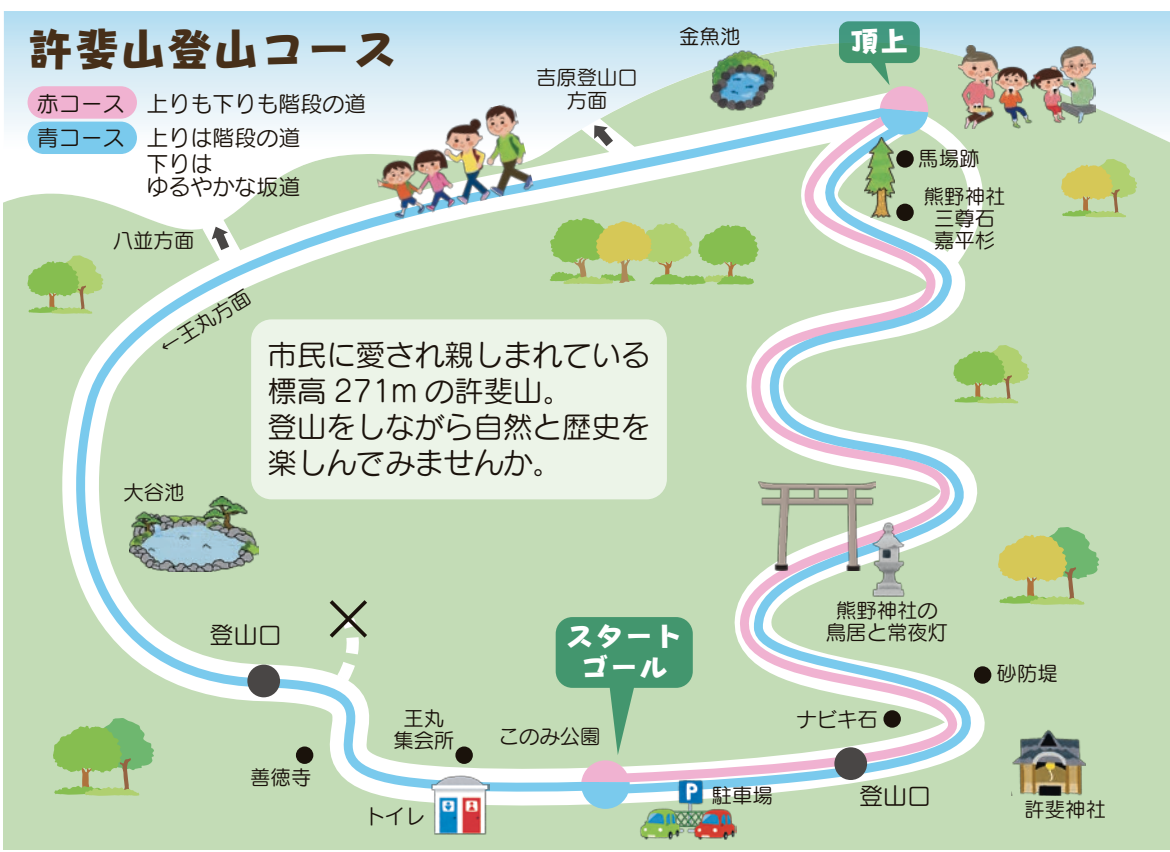 許斐山登山コース
赤コース 上りも下りも階段の道
青コース 上りは階段の道
下りは
ゆるやかな坂道
金魚池
頂上
吉原登山口
方面
馬場跡
熊野神社
三尊石
嘉平杉
八並方面
←王丸方面
市民に愛され親しまれている
標高271mの許斐山。
登山をしながら自然と歴史を
楽しんでみませんか。
大谷池
熊野神社の
鳥居と常夜灯
登山口
スタート
ゴール
砂防堤
ナビキ石
王丸
集会所
このみ公園
善徳寺
トイレ
P
駐車場
登山口
許斐神社